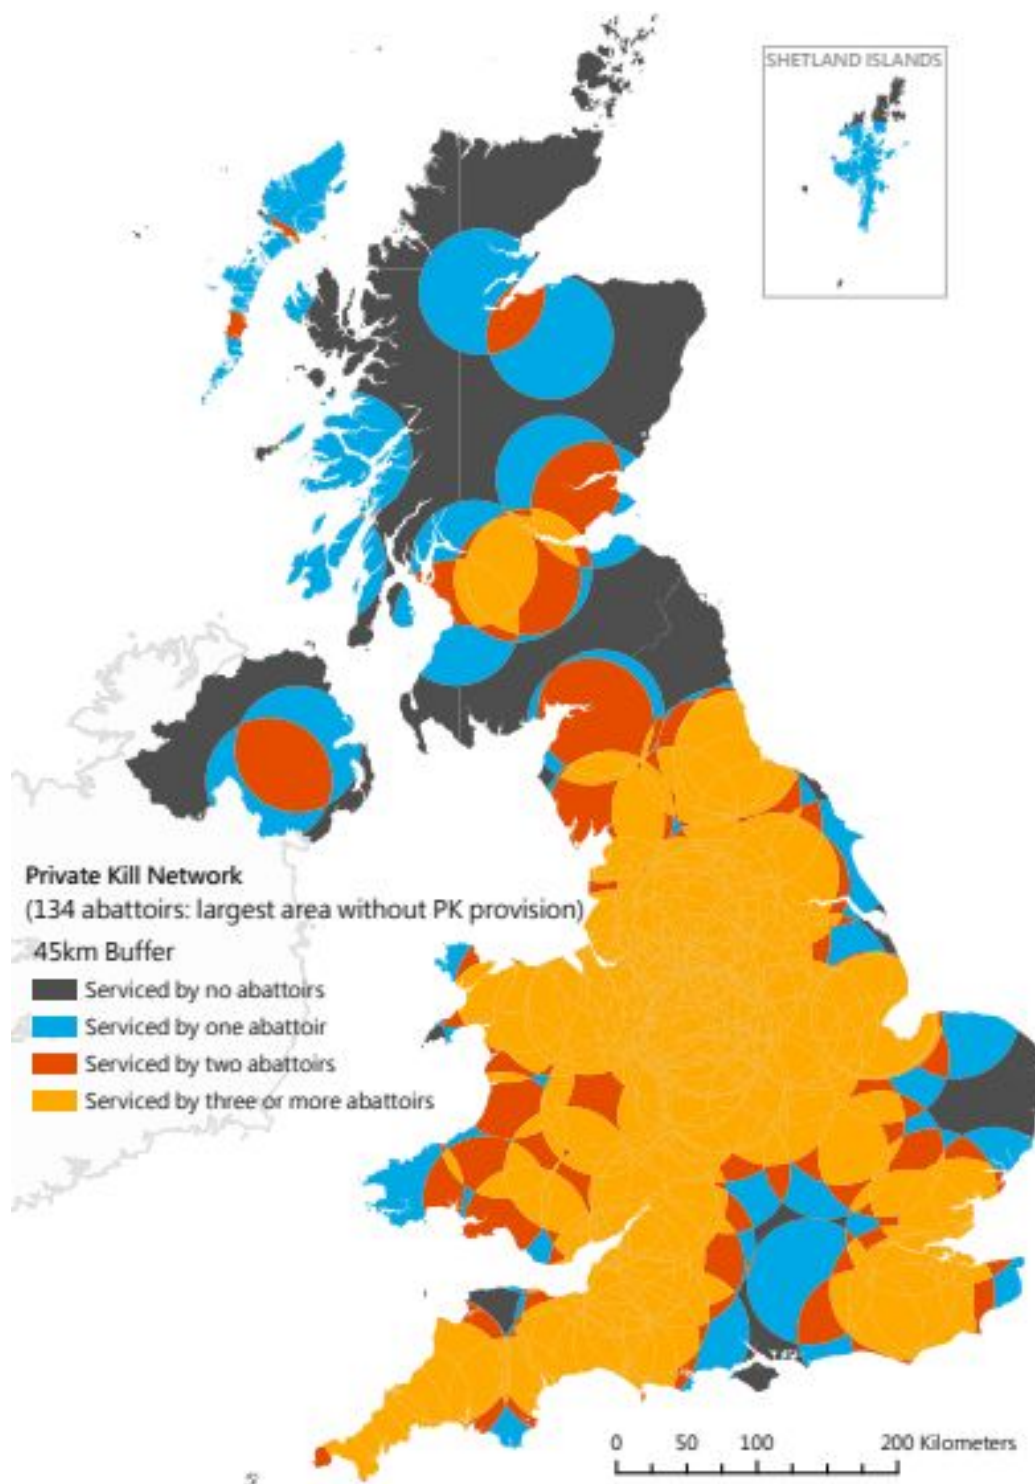 SHETLAND ISLANDS
Private Kill Network
(134 abattoirs: largest area without PK provision)
45km Buffer
Serviced by no abattoirs
Serviced by one abattoir
Serviced by two abattoirs
Serviced by three or more abattoirs
0 50 100 200 Kilometers